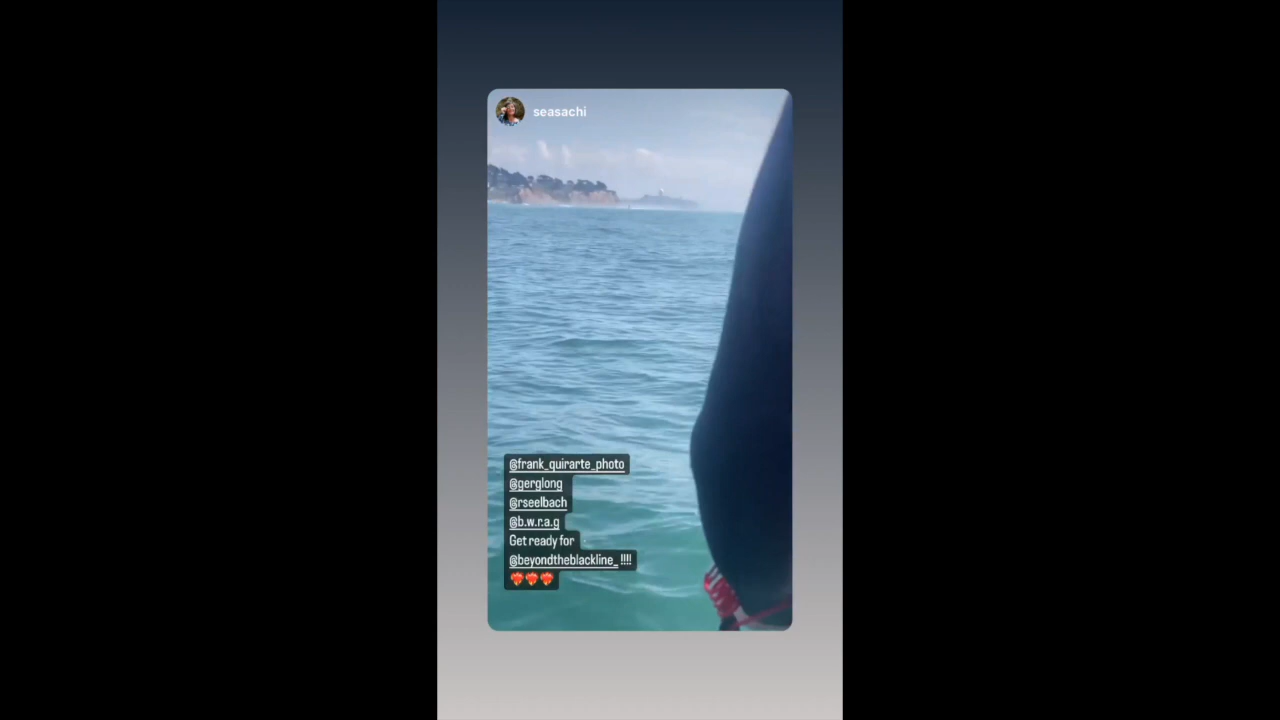 seasachi
@frank_quirarte_photo
@gerglong
@rseelbach
@b.w.r.a.g
Get ready for
@beyondtheblackline_ !!!!
❤️‍🔥❤️‍🔥❤️‍🔥